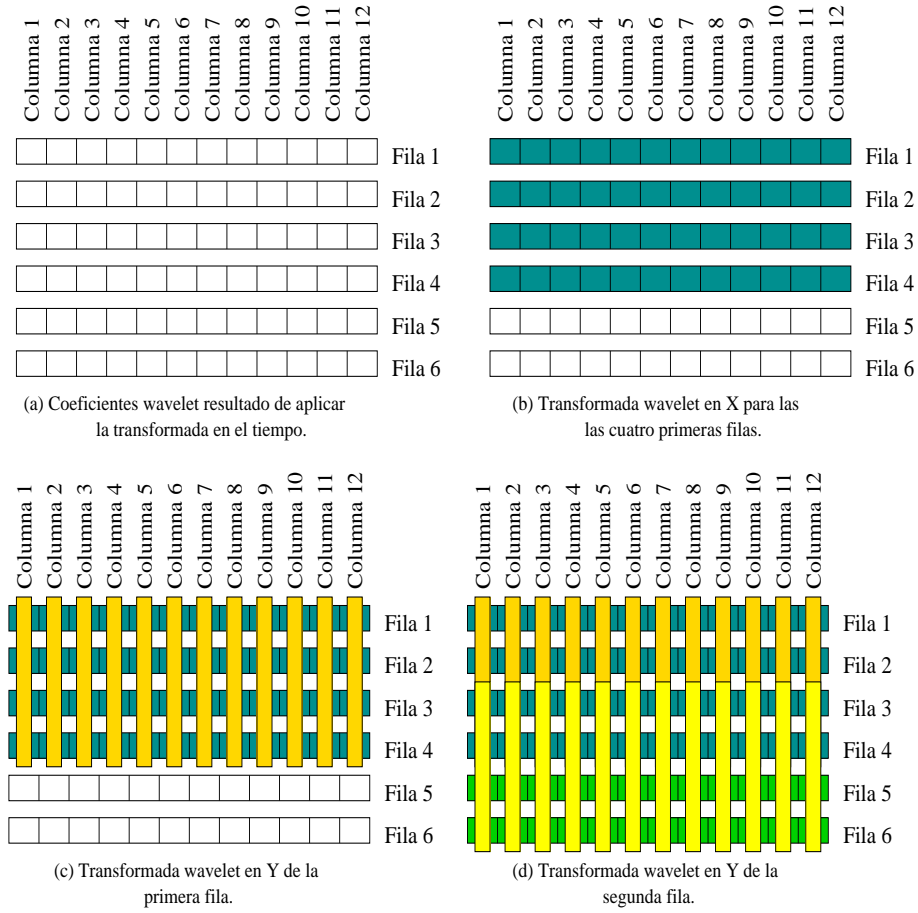 Columna 1
Columna 2
Columna 3
Columna 4
Columna 5
Columna 6
Columna 7
Columna 8
Columna 9
Columna 10
Columna 11
Columna 12
Fila 1
Fila 2
Fila 3
Fila 4
Fila 5
Fila 6
(a) Coeficientes wavelet resultado de aplicar
la transformada en el tiempo.
Columna 1
Columna 2
Columna 3
Columna 4
Columna 5
Columna 6
Columna 7
Columna 8
Columna 9
Columna 10
Columna 11
Columna 12
Fila 1
Fila 2
Fila 3
Fila 4
Fila 5
Fila 6
(b) Transformada wavelet en X para las
las cuatro primeras filas.
Columna 1
Columna 2
Columna 3
Columna 4
Columna 5
Columna 6
Columna 7
Columna 8
Columna 9
Columna 10
Columna 11
Columna 12
Fila 1
Fila 2
Fila 3
Fila 4
Fila 5
Fila 6
(c) Transformada wavelet en Y de la
primera fila.
Columna 1
Columna 2
Columna 3
Columna 4
Columna 5
Columna 6
Columna 7
Columna 8
Columna 9
Columna 10
Columna 11
Columna 12
Fila 1
Fila 2
Fila 3
Fila 4
Fila 5
Fila 6
(d) Transformada wavelet en Y de la
segunda fila.